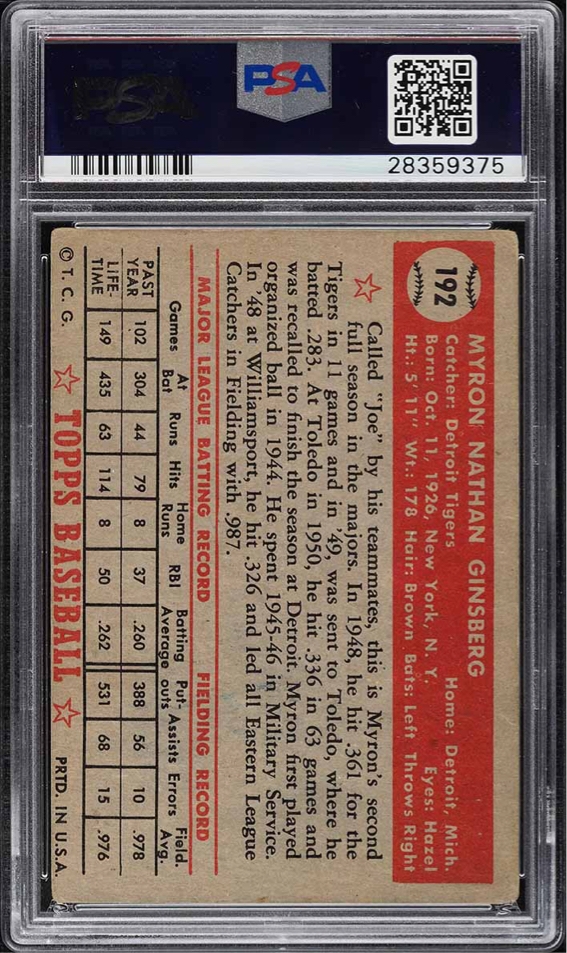 PSA
28359375
192
MYRON NATHAN GINSBERG
Catcher: Detroit Tigers Home: Detroit, Mich.
Born: Oct. 11, 1926, New York, N. Y. Eyes: Hazel
Ht.: 5' 11" Wt.: 178 Hair: Brown Bats: Left Throws Right
Called "Joe" by his teammates, this is Myron's second
full season in the majors. In 1948, he hit .361 for the
Tigers in 11 games and in '49, was sent to Toledo, where he
batted .283. At Toledo in 1950, he hit .336 in 63 games and
was recalled to finish the season at Detroit. Myron first played
organized ball in 1944. He spent 1945-46 in Military Service.
In '48 at Williamsport, he hit .326 and led all Eastern League
Catchers in Fielding with .987.
MAJOR LEAGUE BATTING RECORD FIELDING RECORD
Games At Bat Runs Hits Home Runs RBI Batting Average Put-outs Assists Errors Field. Avg.
PAST YEAR 102 304 44 79 8 37 .260 388 56 10 .978
LIFE-TIME 149 435 63 114 8 50 .262 531 68 15 .976
© T. C. G. TOPPS BASEBALL PRTD. IN U.S.A.